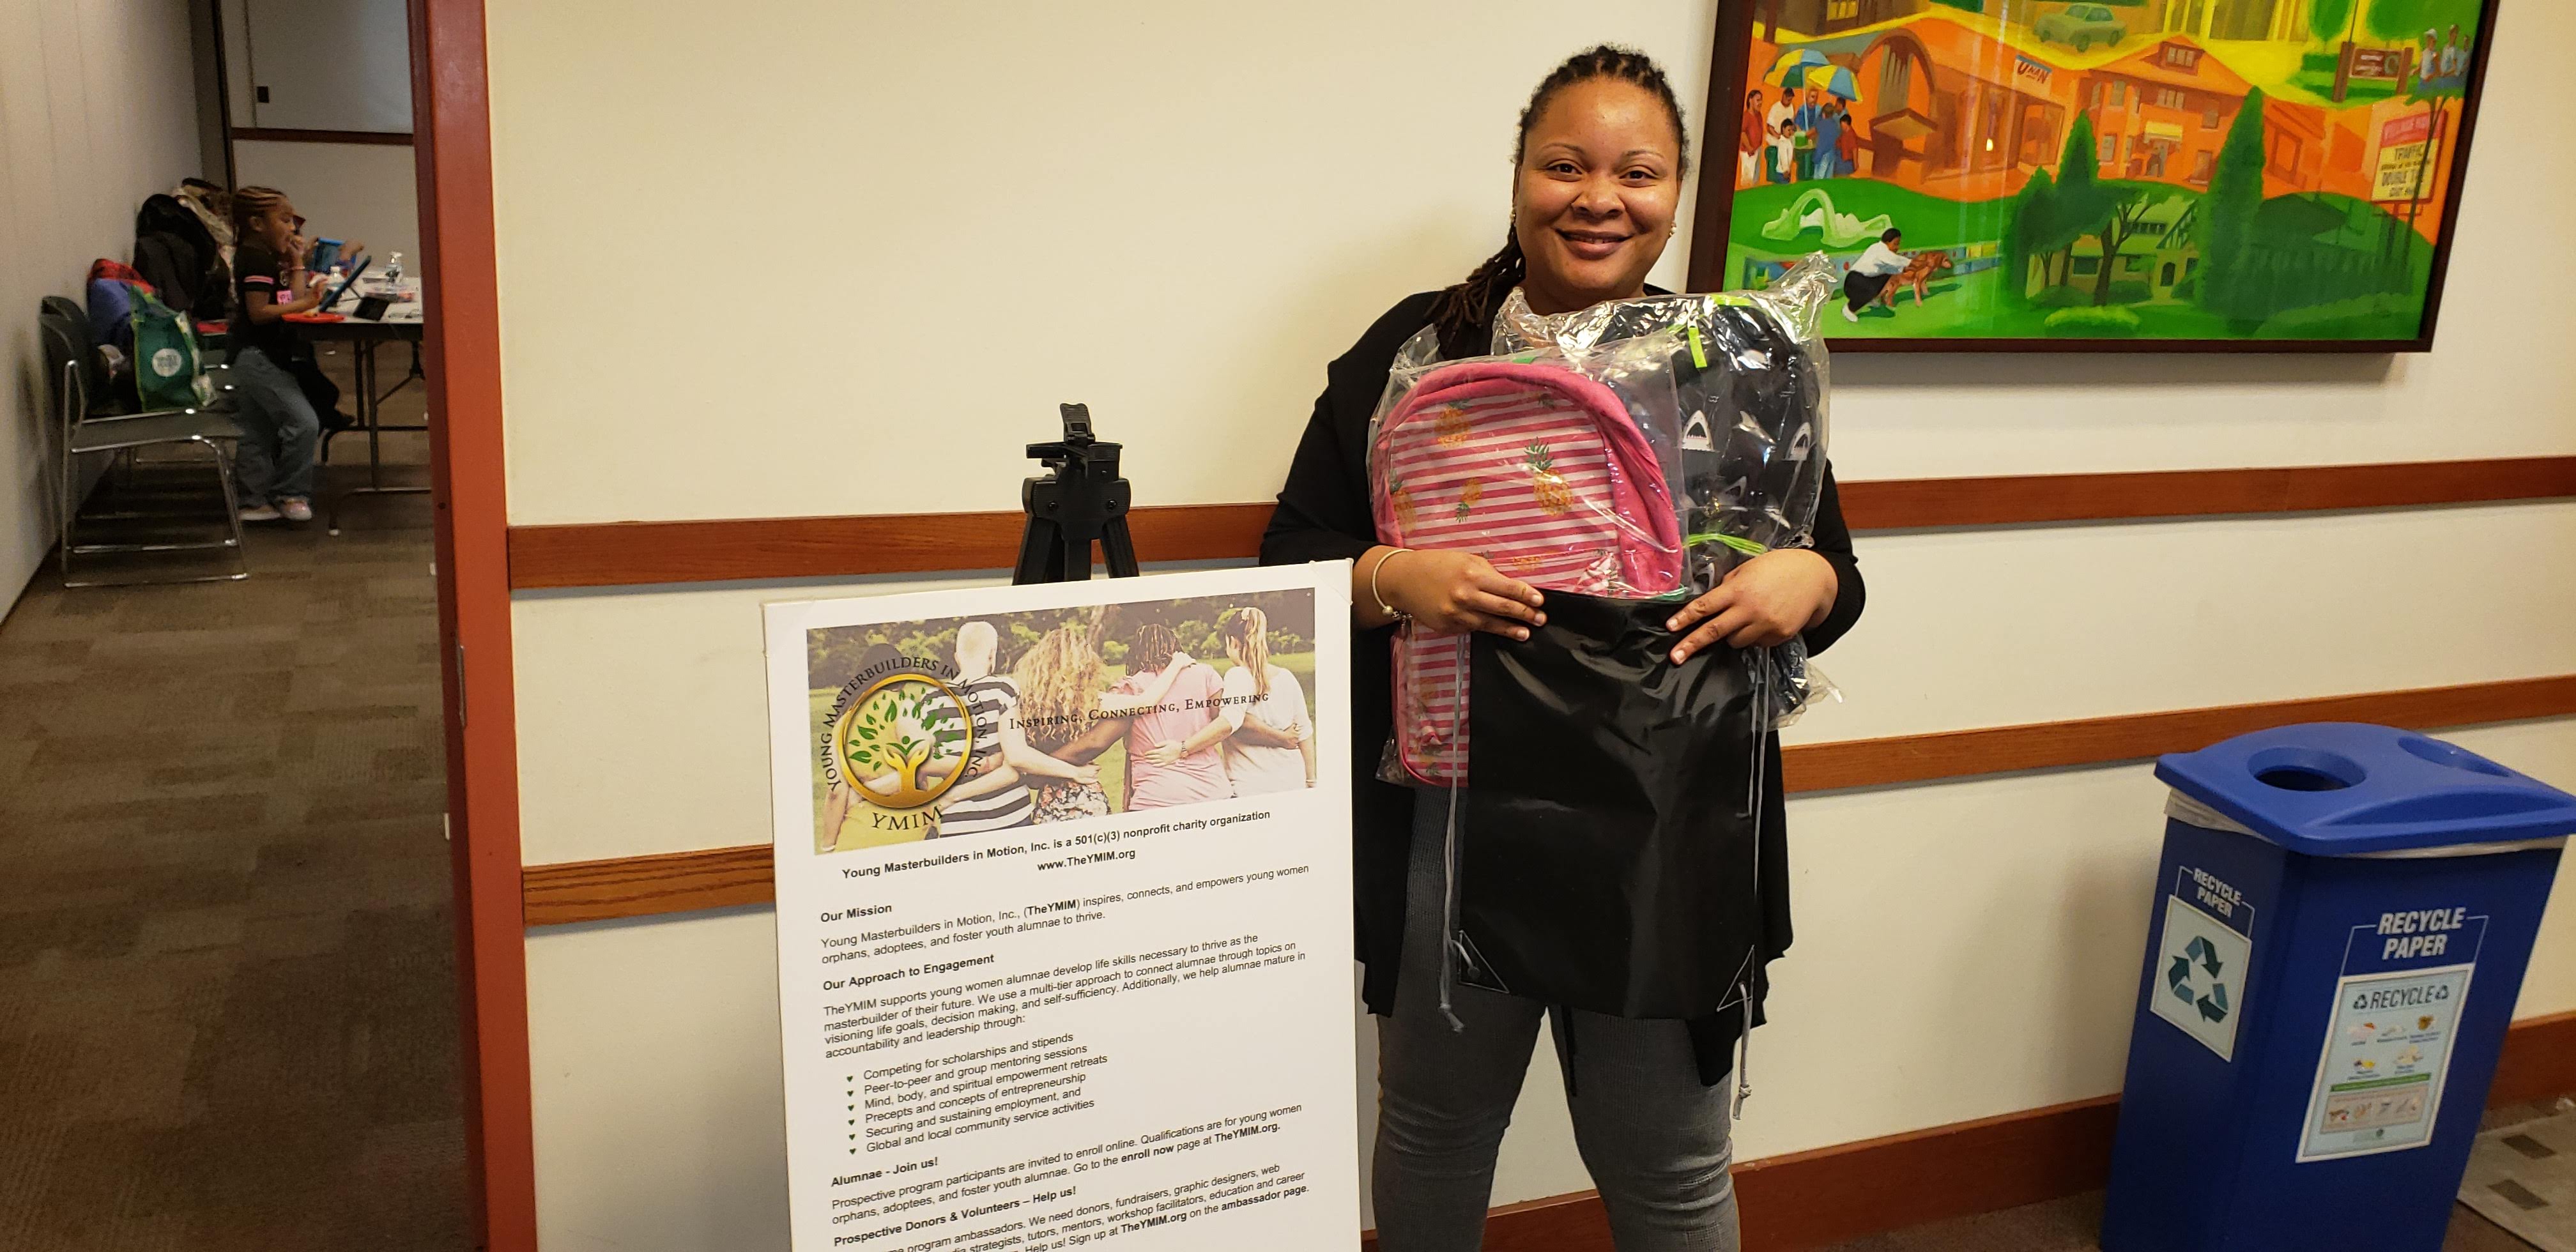 YOUNG MASTERBUILDERS IN MOTION, INC.
INSPIRING, CONNECTING, EMPOWERING
YMIM
Young Masterbuilders in Motion, Inc. is a 501(c)(3) nonprofit charity organization
www.TheYMIM.org
Our Mission
Young Masterbuilders in Motion, Inc., (TheYMIM) inspires, connects, and empowers young women
orphans, adoptees, and foster youth alumnae to thrive.
Our Approach to Engagement
TheYMIM supports young women alumnae develop life skills necessary to thrive as the
masterbuilder of their future. We use a multi-tier approach to connect alumnae through topics on
visioning life goals, decision making, and self-sufficiency. Additionally, we help alumnae mature in
accountability and leadership through:
Competing for scholarships and stipends
Peer-to-peer and group mentoring sessions
Mind, body, and spiritual empowerment retreats
Precepts and concepts of entrepreneurship
Securing and sustaining employment, and
Global and local community service activities
Alumnae - Join us!
Prospective program participants are invited to enroll online. Qualifications are for young women
orphans, adoptees, and foster youth alumnae. Go to the enroll now page at TheYMIM.org.
Prospective Donors & Volunteers – Help us!
program ambassadors. We need donors, fundraisers, graphic designers, web
strategists, tutors, mentors, workshop facilitators, education and career
Help us! Sign up at TheYMIM.org on the ambassador page.
TRAFFIC
DOUBLE
RECYCLE
PAPER
RECYCLE
PAPER
RECYCLE